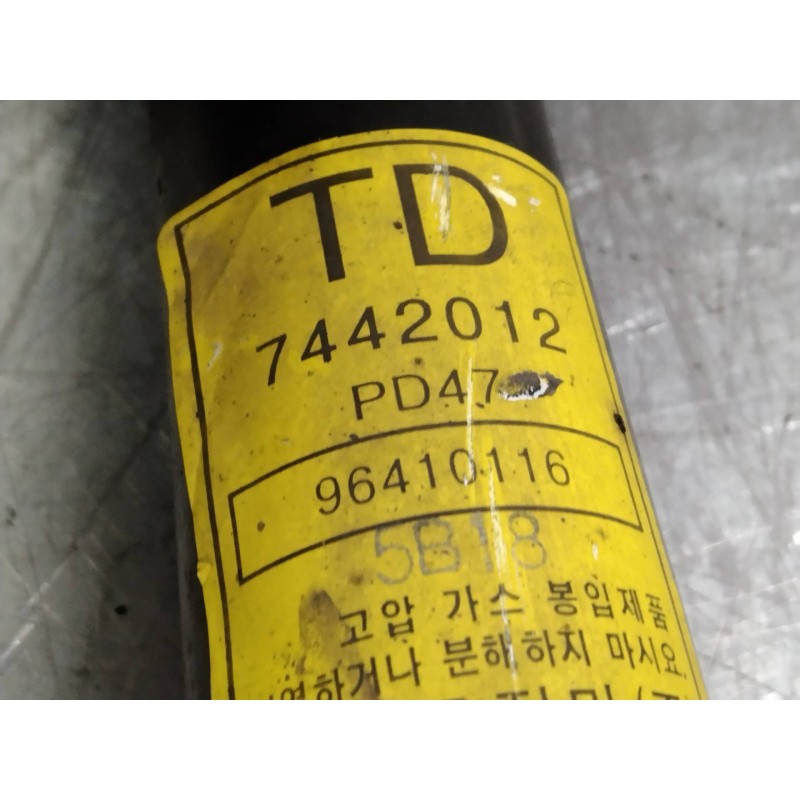 TD
7442012
PD47
96410116
5B18
고압 가스 봉입제품
분해하지 마시요.